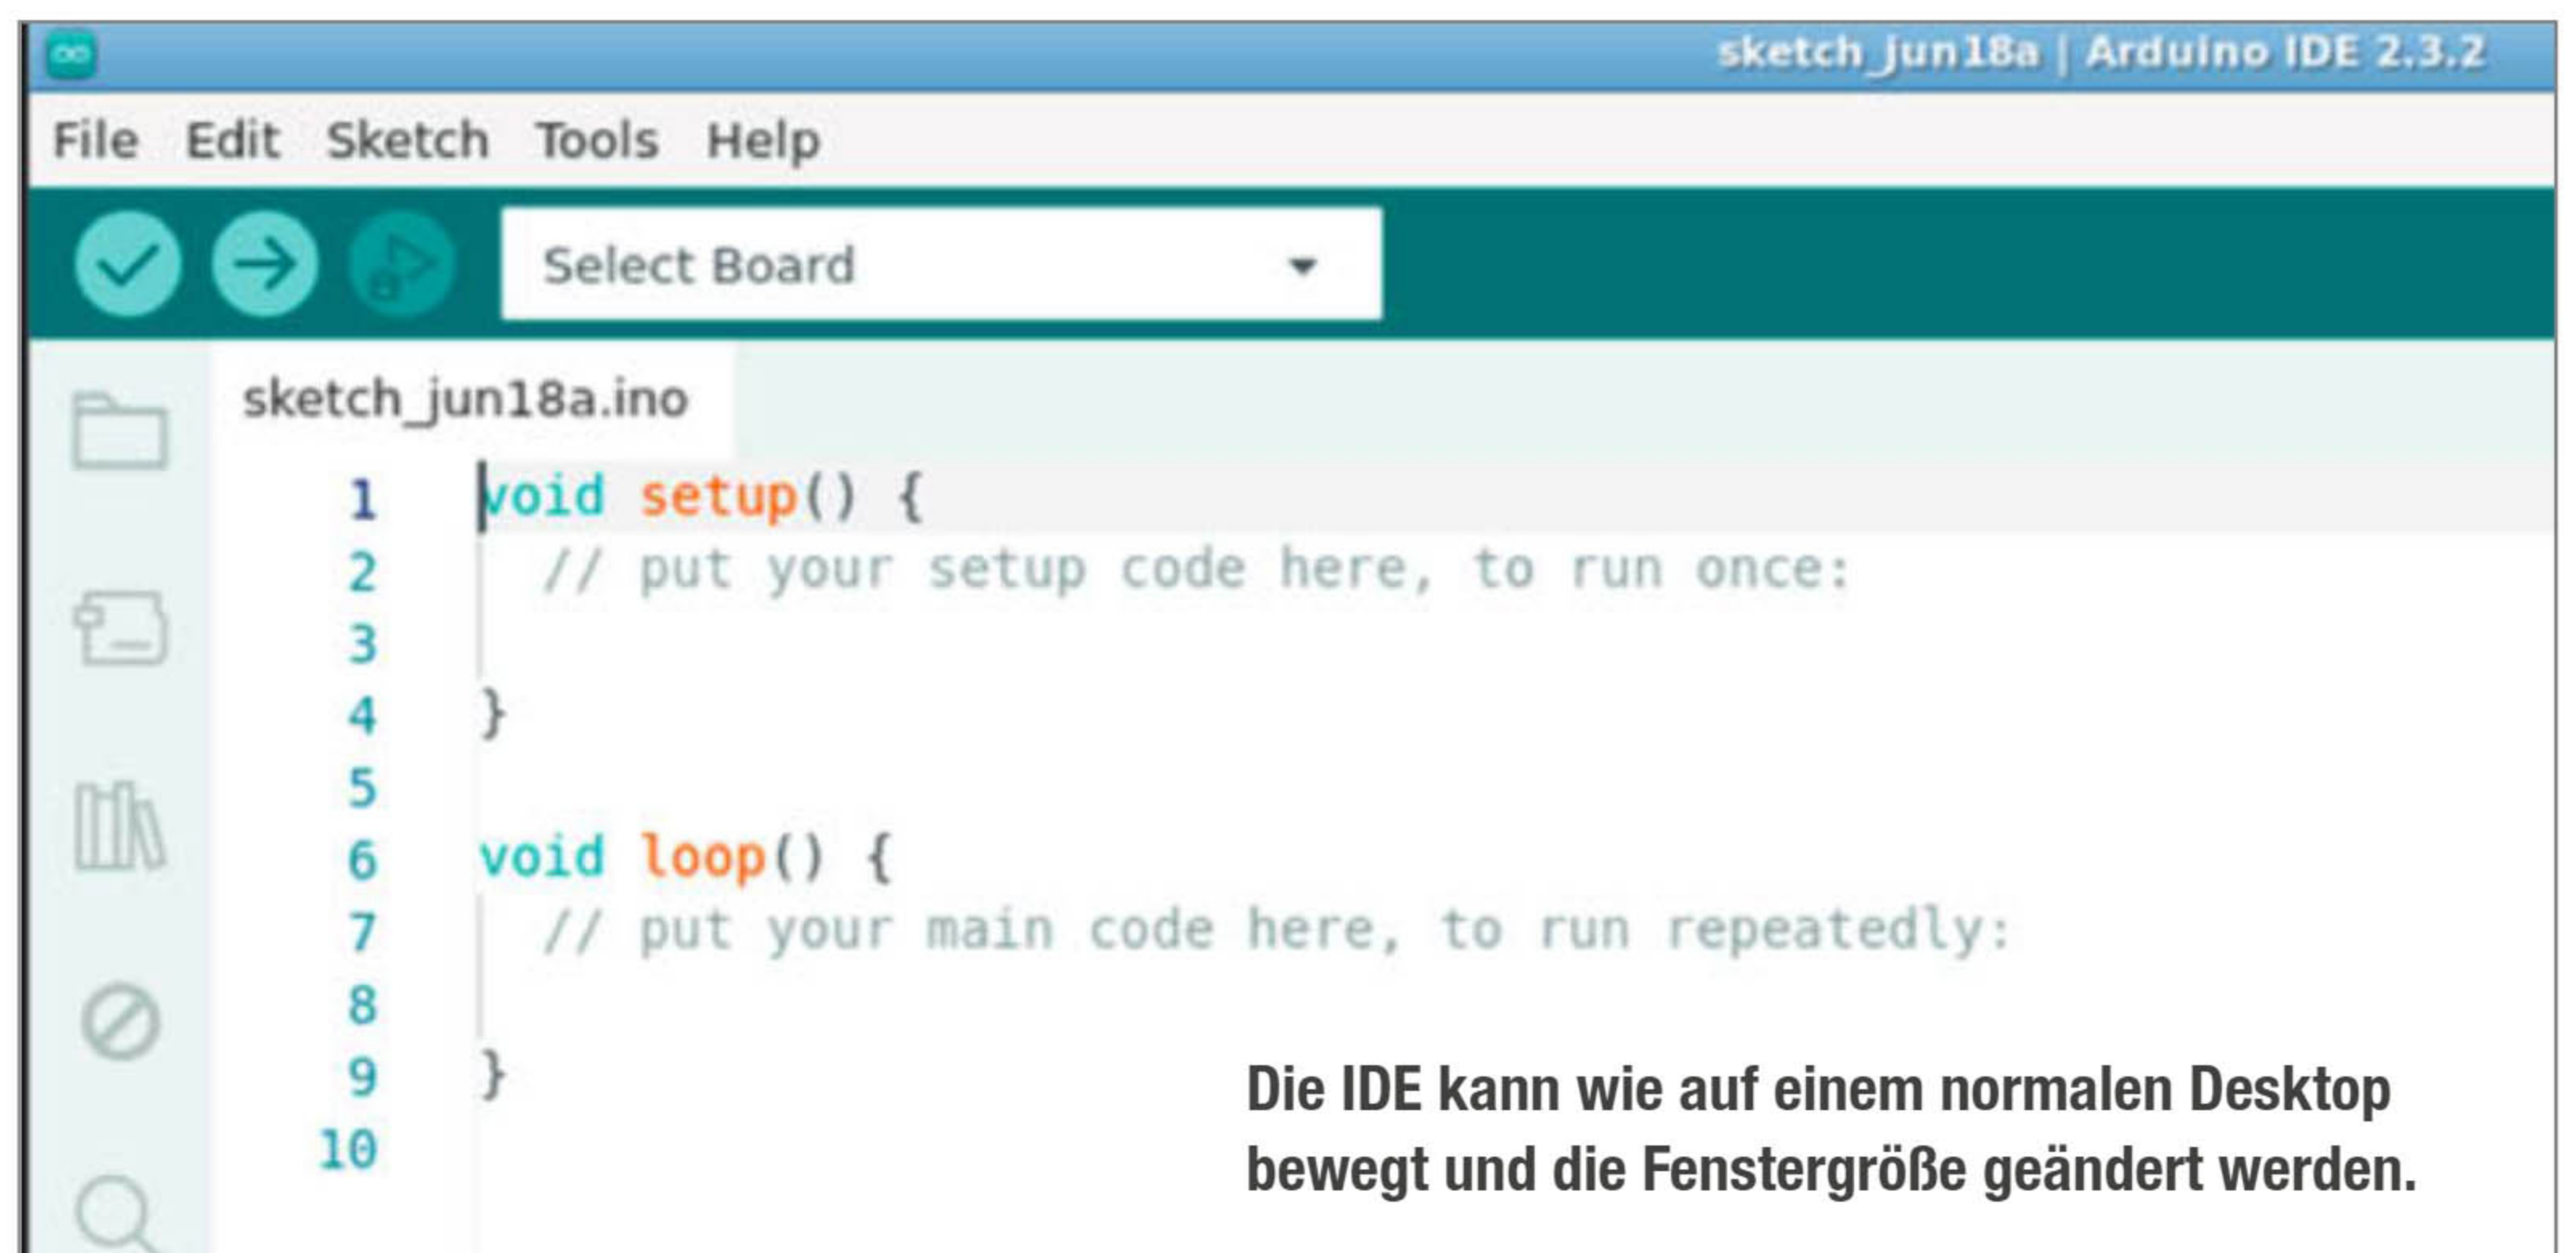 sketch_jun18a | Arduino IDE 2.3.2
File Edit Sketch Tools Help
Select Board
sketch_jun18a.ino
1 void setup() {
2 // put your setup code here, to run once:
3
4 }
5
6 void loop() {
7 // put your main code here, to run repeatedly:
8
9 }
10
Die IDE kann wie auf einem normalen Desktop
bewegt und die Fenstergröße geändert werden.